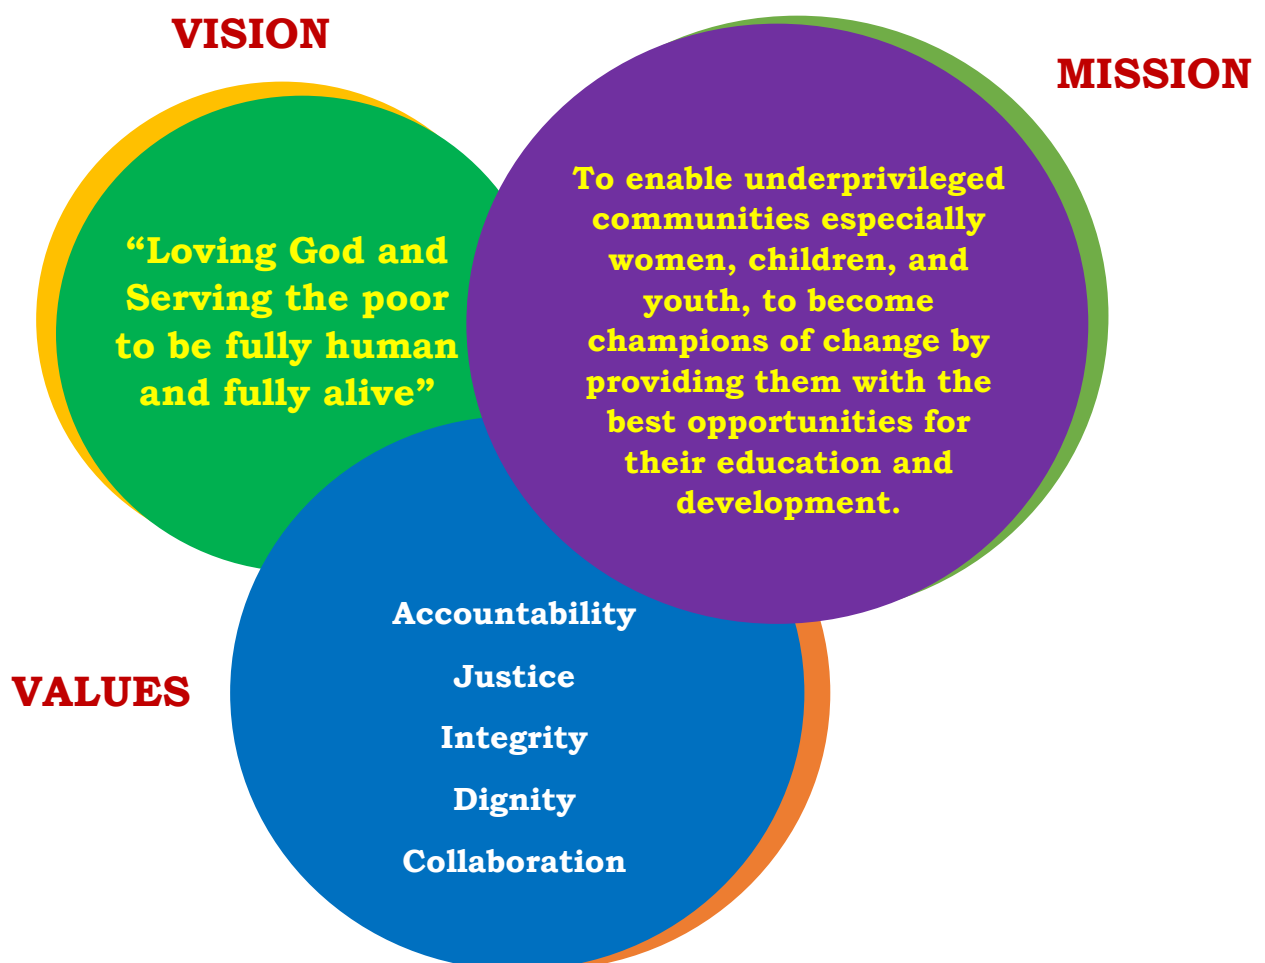 VISION
“Loving God and
Serving the poor
to be fully human
and fully alive”
MISSION
To enable underprivileged
communities especially
women, children, and
youth, to become
champions of change by
providing them with the
best opportunities for
their education and
development.
VALUES
Accountability
Justice
Integrity
Dignity
Collaboration